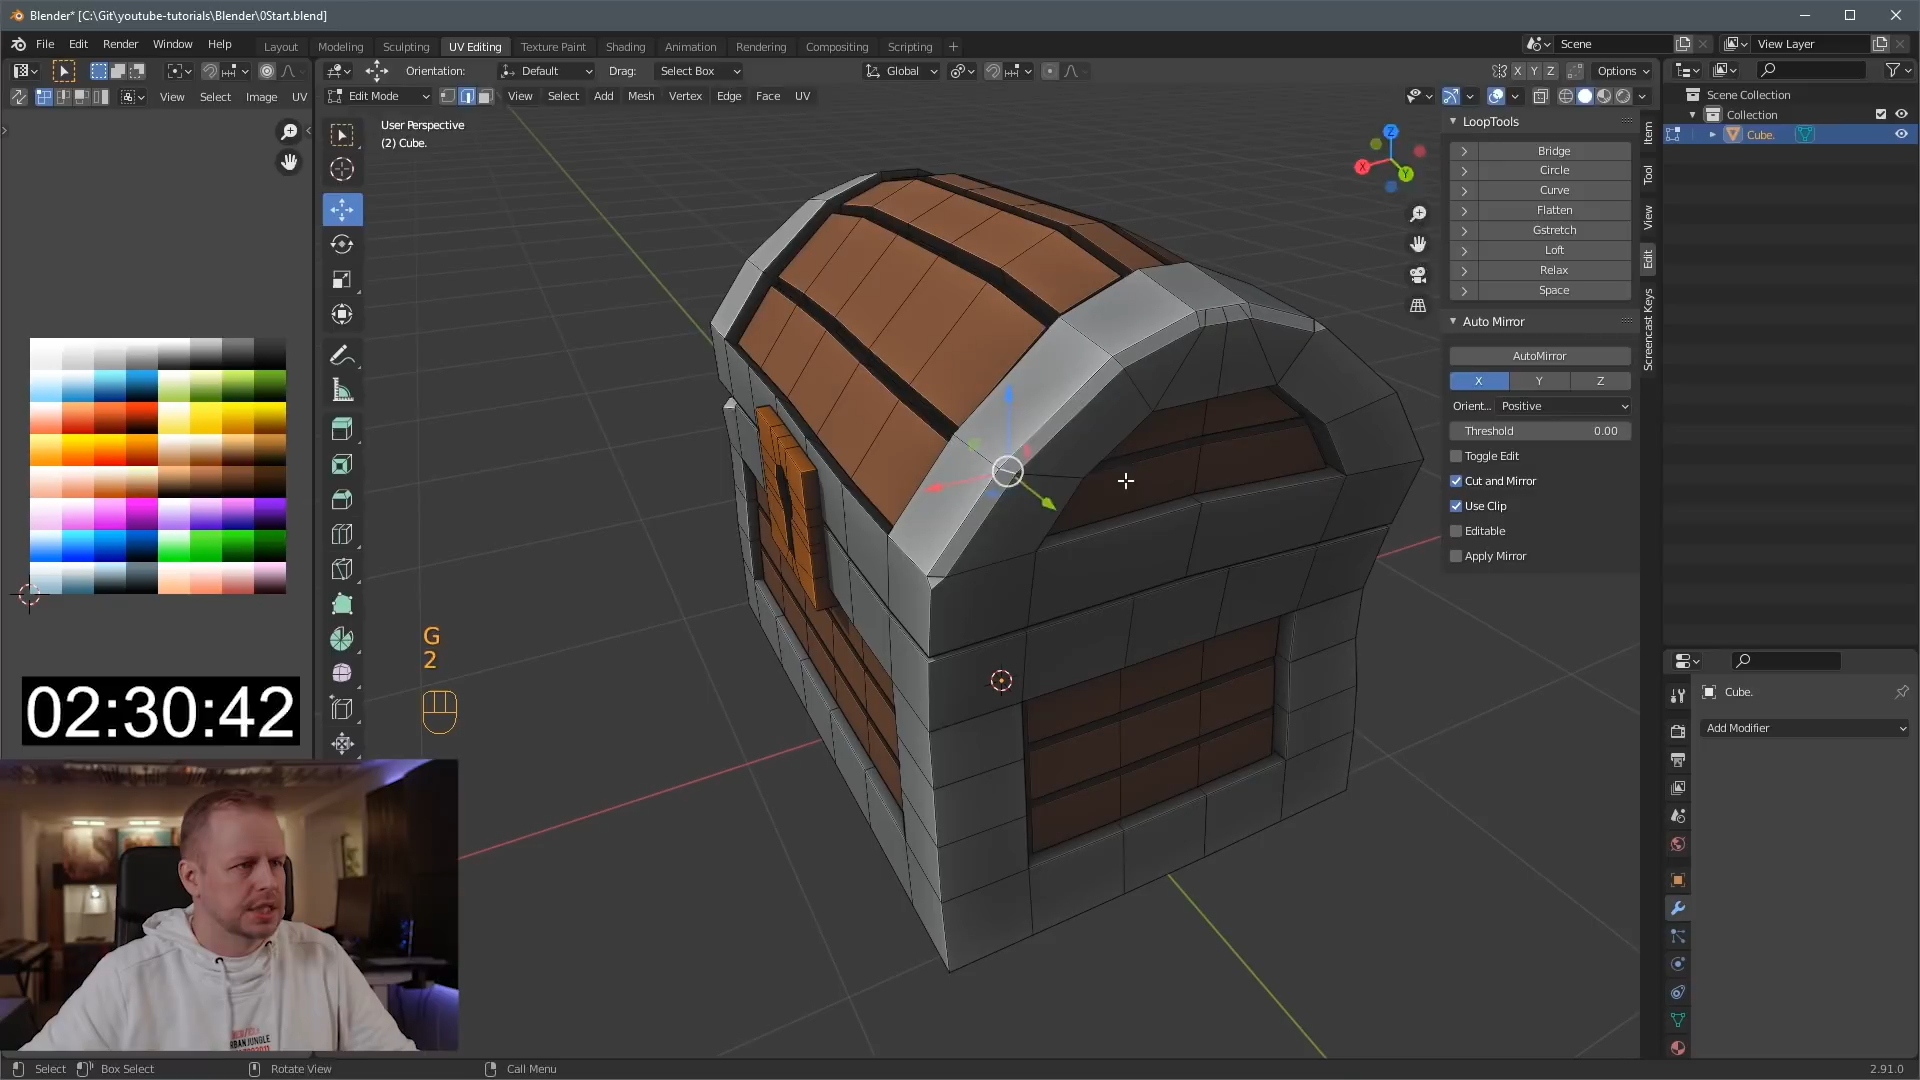 Blender* [C:\Git\youtube-tutorials\Blender\0Start.blend]
File Edit Render Window Help
Layout Modeling Sculpting UV Editing Texture Paint Shading Animation Rendering Compositing Scripting +
Scene
View Layer
Orientation: Default Drag: Select Box
Global
X Y Z Options
View Select Image UV
Edit Mode
View Select Add Mesh Vertex Edge Face UV
User Perspective
(2) Cube.
Z
X
Y
G
2
02:30:42
LoopTools
Bridge
Circle
Curve
Flatten
Gstretch
Loft
Relax
Space
Auto Mirror
AutoMirror
X Y Z
Orient... Positive
Threshold 0.00
Toggle Edit
Cut and Mirror
Use Clip
Editable
Apply Mirror
Item
Tool
View
Edit
Screencast Keys
Scene Collection
Collection
Cube.
Cube.
Add Modifier
Select
Box Select
Rotate View
Call Menu
2.91.0